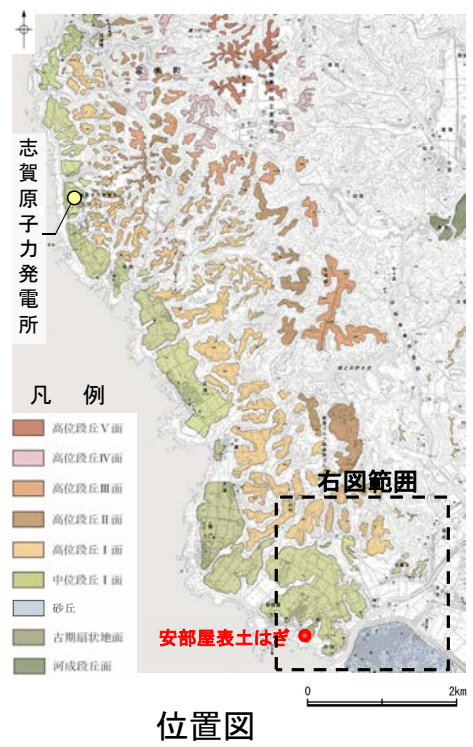 志賀原子力発電所
凡 例
高位段丘Ⅴ面
高位段丘Ⅳ面
高位段丘Ⅲ面
高位段丘Ⅱ面
高位段丘Ⅰ面
中位段丘Ⅰ面
砂丘
古期扇状地面
河成段丘面
右図範囲
安部屋表土はぎ
0 2km
位置図